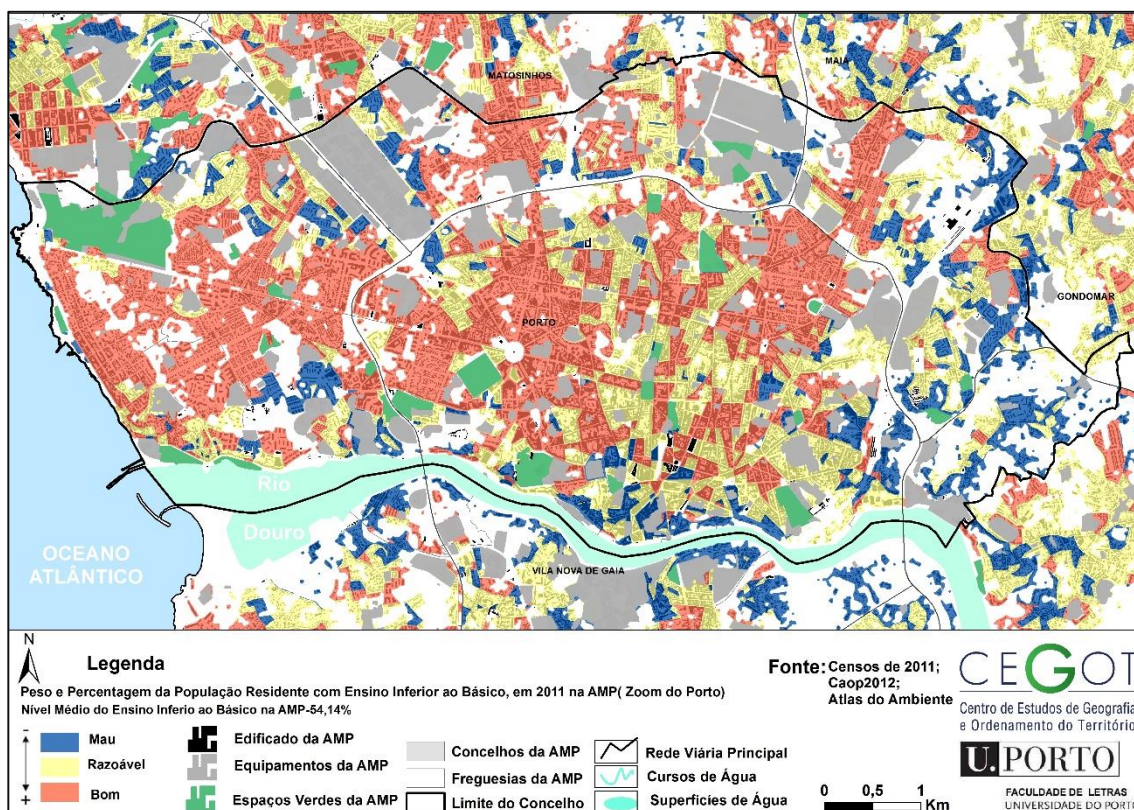 MATOSINHOS
MAIA
GONDOMAR
PORTO
Rio
Douro
OCEANO
ATLÂNTICO
VILA NOVA DE GAIA
N
Legenda
Peso e Percentagem da População Residente com Ensino Inferior ao Básico, em 2011 na AMP( Zoom do Porto)
Nível Médio do Ensino Inferio ao Básico na AMP-54,14%
-
Mau
Razoável
Bom
+
Edificado da AMP
Equipamentos da AMP
Espaços Verdes da AMP
Concelhos da AMP
Freguesias da AMP
Limite do Concelho
Rede Viária Principal
Cursos de Água
Superfícies de Água
Fonte: Censos de 2011;
Caop2012;
Atlas do Ambiente
0 0,5 1
Km
CEGOT
Centro de Estudos de Geografia
e Ordenamento do Território
U. PORTO
FACULDADE DE LETRAS
UNIVERSIDADE DO PORT